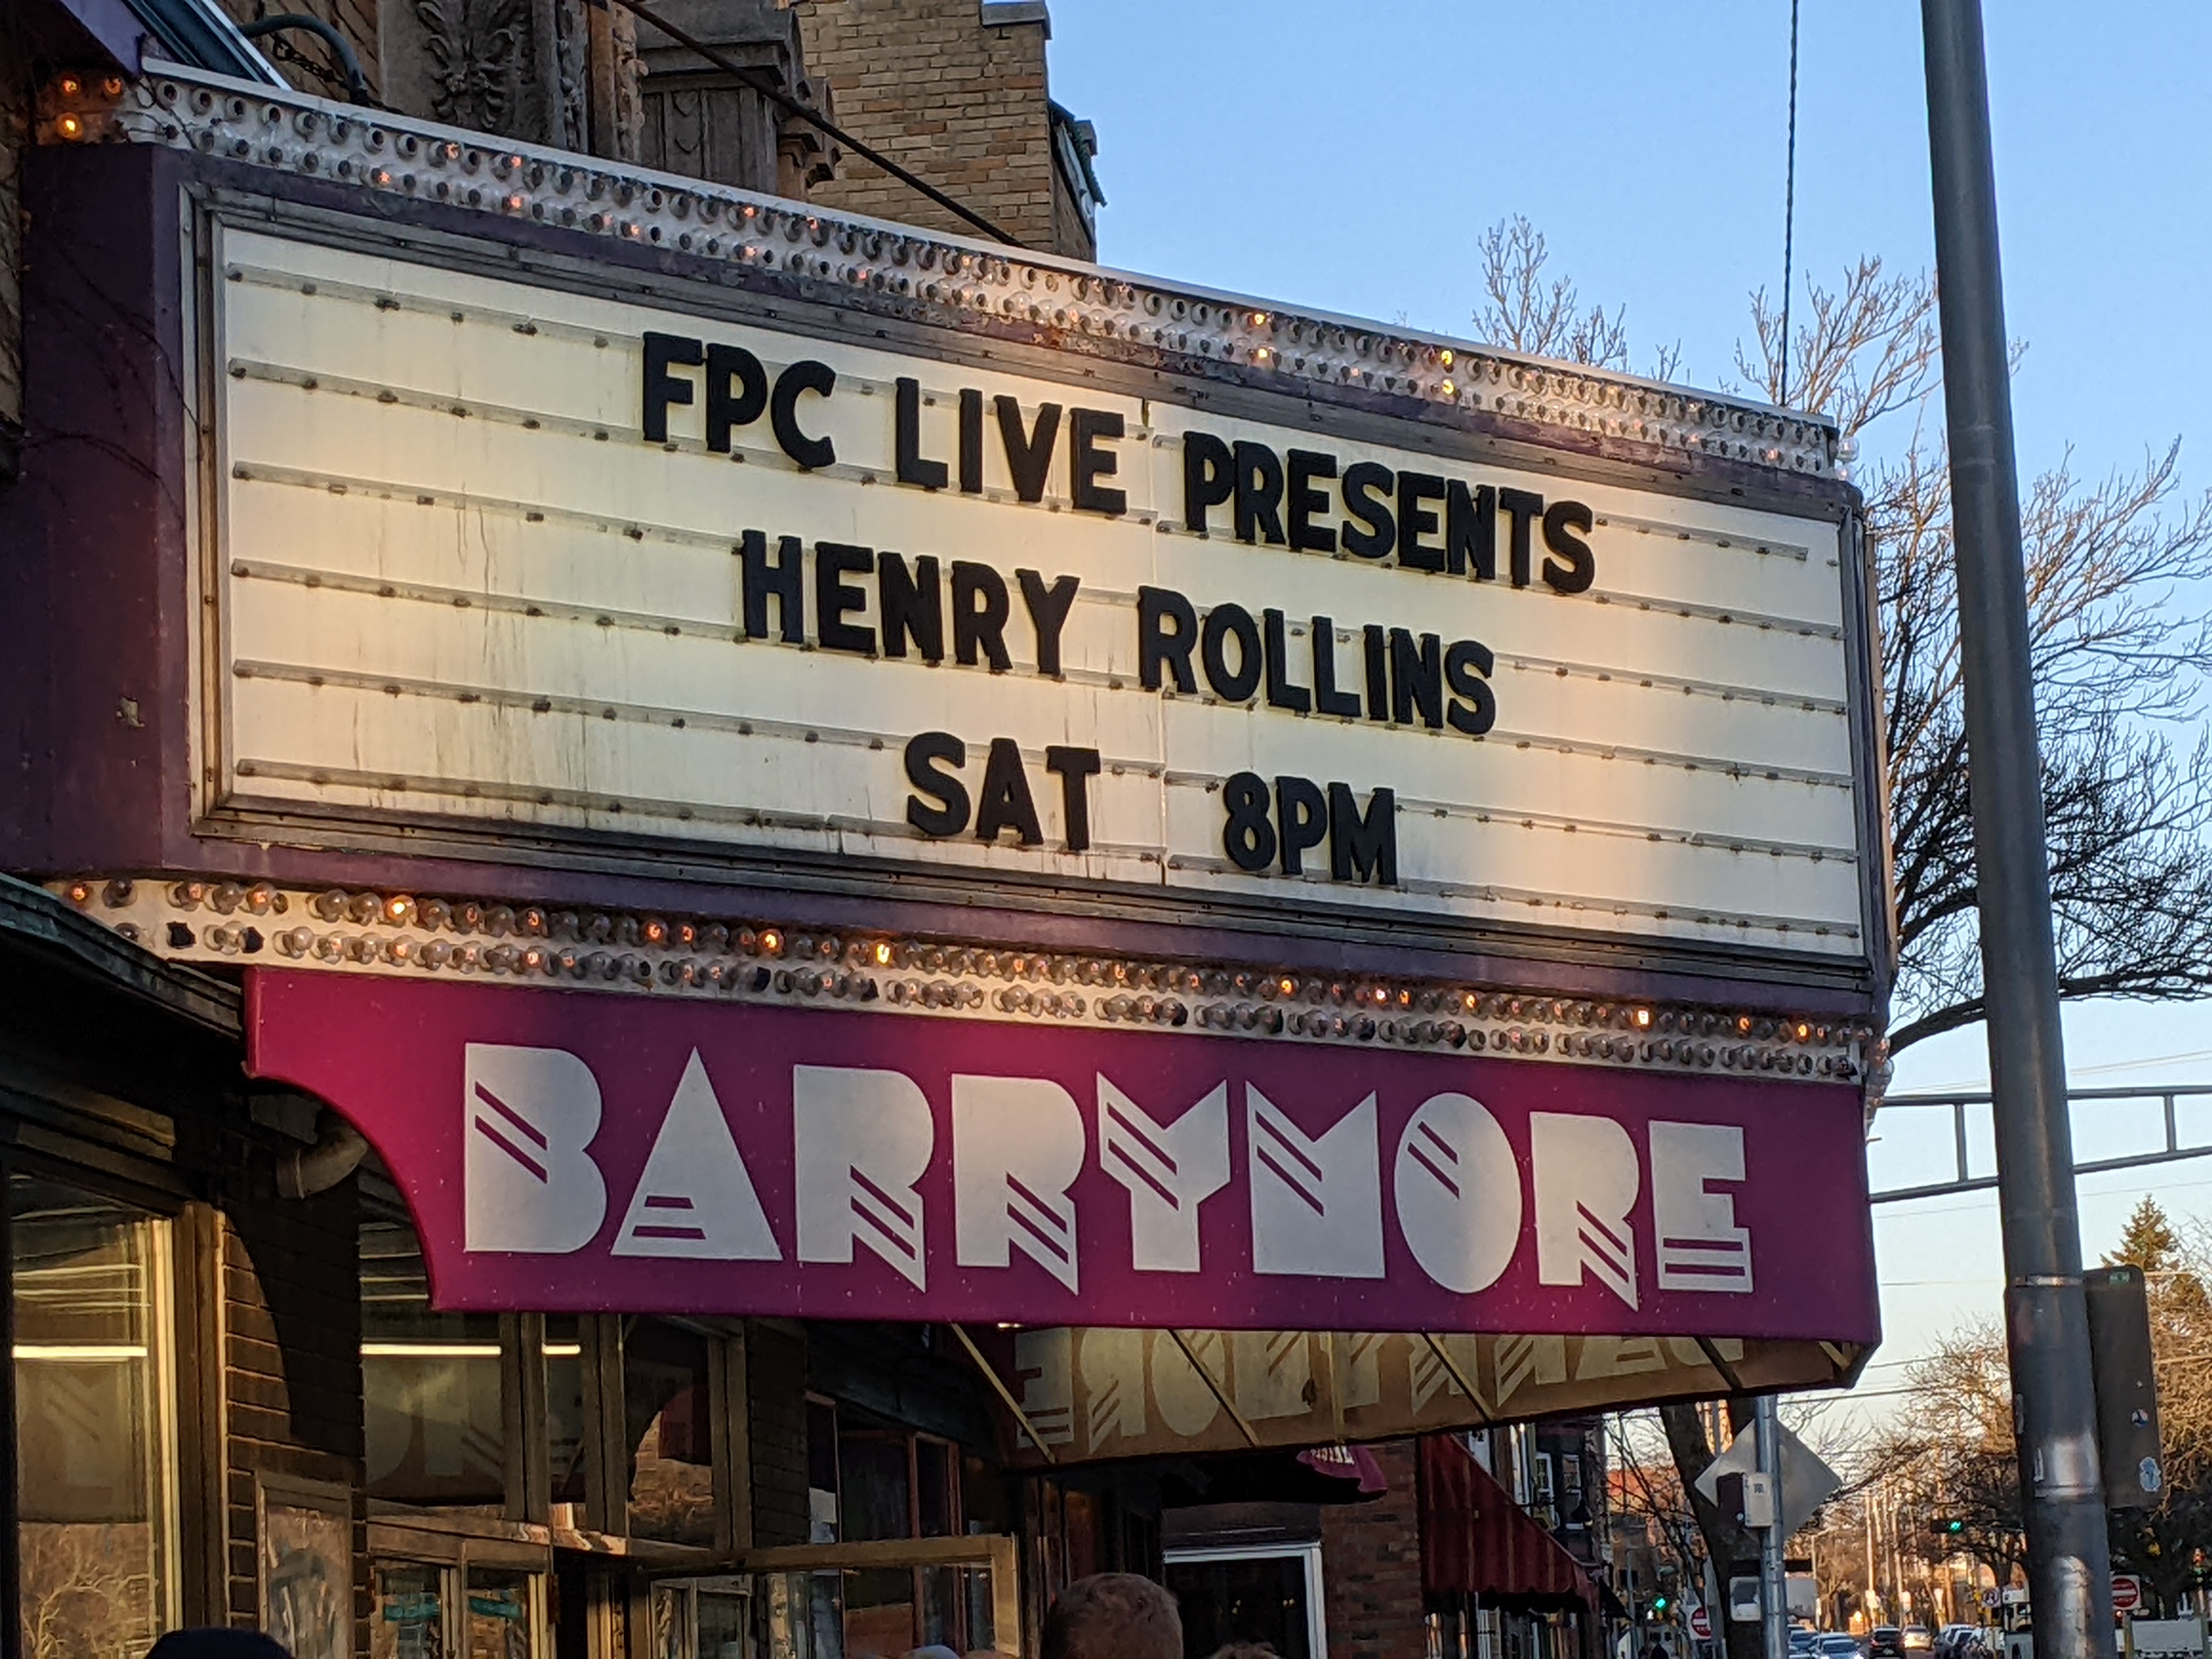 FPC LIVE PRESENTS
HENRY ROLLINS
SAT 8PM
BARRYMORE